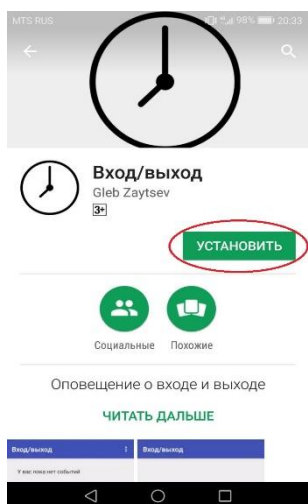 MTS RUS 98% 20:33
Вход/выход
Gleb Zaytsev
3+
УСТАНОВИТЬ
Социальные Похожие
Оповещение о входе и выходе
ЧИТАТЬ ДАЛЬШЕ
Вход/выход Вход/выход
У вас пока нет событий